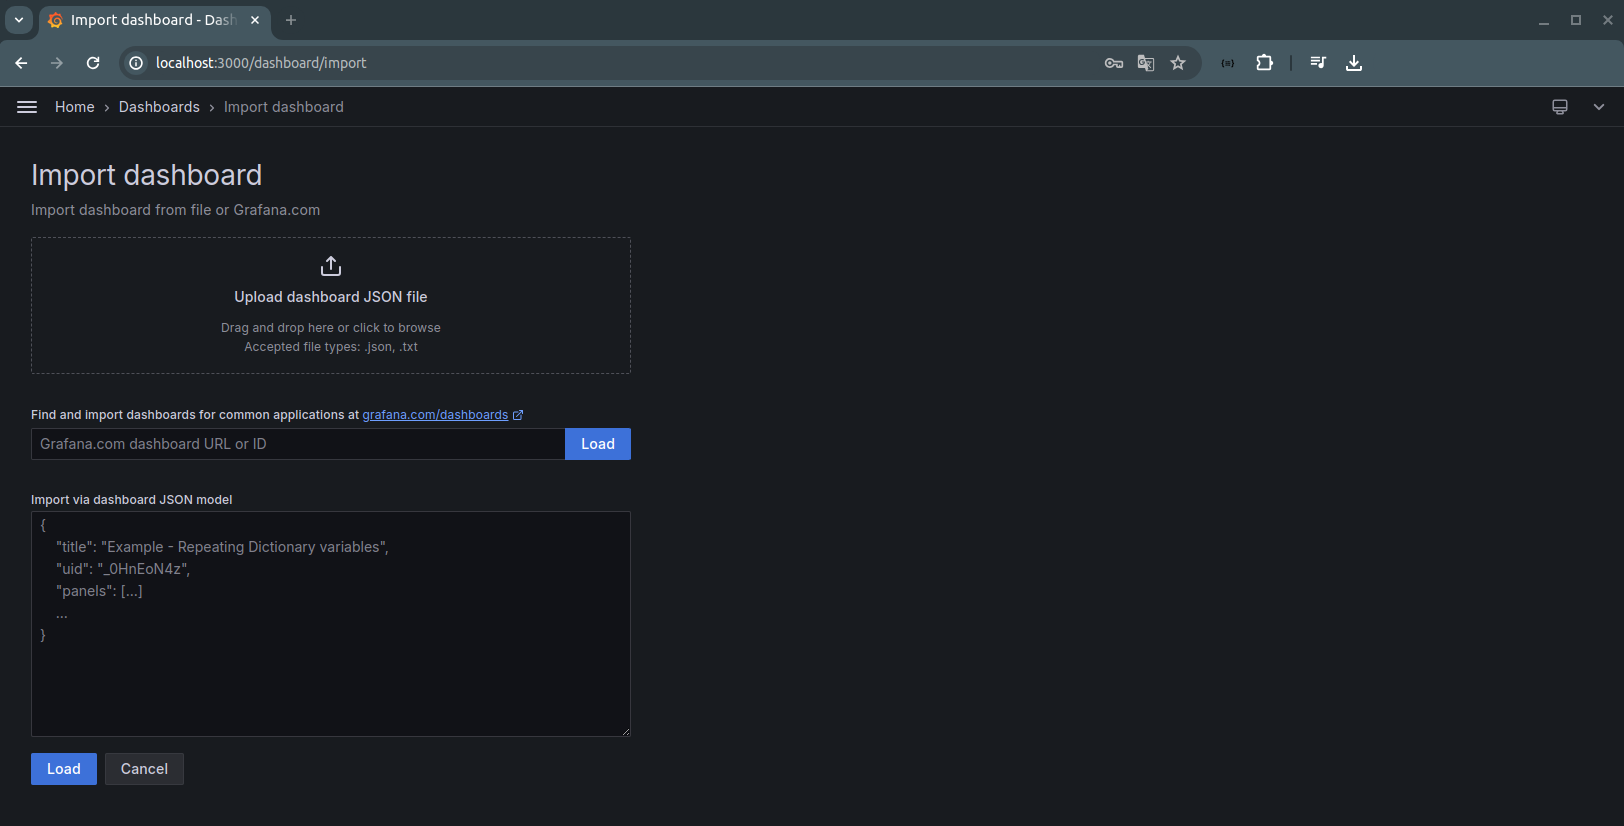 Import dashboard - Dash
localhost:3000/dashboard/import
Home › Dashboards › Import dashboard
Import dashboard
Import dashboard from file or Grafana.com
Upload dashboard JSON file
Drag and drop here or click to browse
Accepted file types: .json, .txt
Find and import dashboards for common applications at grafana.com/dashboards
Grafana.com dashboard URL or ID
Load
Import via dashboard JSON model
{
"title": "Example - Repeating Dictionary variables",
"uid": "_0HnEoN4z",
"panels": [...]
...
}
Load
Cancel